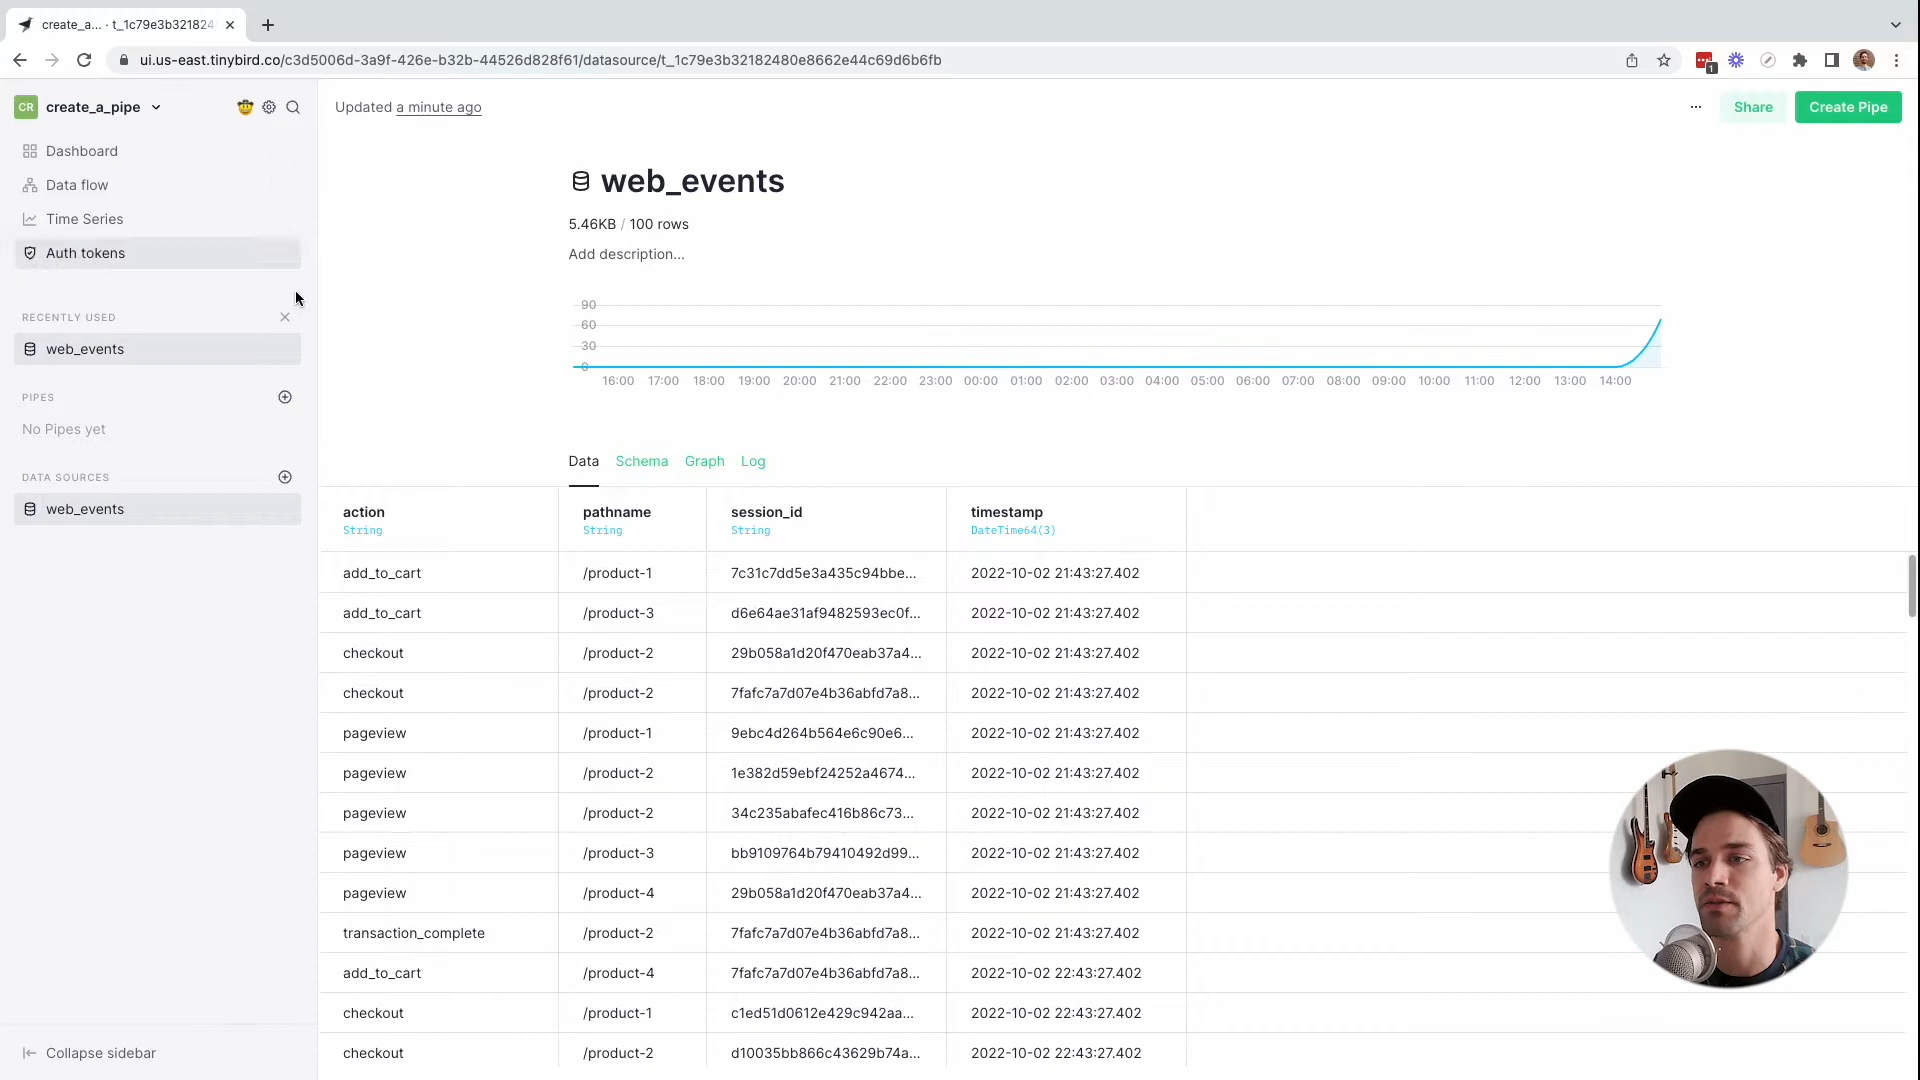 create_a... · t_1c79e3b32182
ui.us-east.tinybird.co/c3d5006d-3a9f-426e-b32b-44526d828f61/datasource/t_1c79e3b32182480e8662e44c69d6b6fb
1
CR create_a_pipe
Updated a minute ago
...
Share
Create Pipe
Dashboard
Data flow
Time Series
Auth tokens
RECENTLY USED
web_events
PIPES
No Pipes yet
DATA SOURCES
web_events
Collapse sidebar
web_events
5.46KB / 100 rows
Add description...
90
60
30
0
16:00 17:00 18:00 19:00 20:00 21:00 22:00 23:00 00:00 01:00 02:00 03:00 04:00 05:00 06:00 07:00 08:00 09:00 10:00 11:00 12:00 13:00 14:00
Data Schema Graph Log
action pathname session_id timestamp
String String String DateTime64(3)
add_to_cart /product-1 7c31c7dd5e3a435c94bbe... 2022-10-02 21:43:27.402
add_to_cart /product-3 d6e64ae31af9482593ec0f... 2022-10-02 21:43:27.402
checkout /product-2 29b058a1d20f470eab37a4... 2022-10-02 21:43:27.402
checkout /product-2 7fafc7a7d07e4b36abfd7a8... 2022-10-02 21:43:27.402
pageview /product-1 9ebc4d264b564e6c90e6... 2022-10-02 21:43:27.402
pageview /product-2 1e382d59ebf24252a4674... 2022-10-02 21:43:27.402
pageview /product-2 34c235abafec416b86c73... 2022-10-02 21:43:27.402
pageview /product-3 bb9109764b79410492d99... 2022-10-02 21:43:27.402
pageview /product-4 29b058a1d20f470eab37a4... 2022-10-02 21:43:27.402
transaction_complete /product-2 7fafc7a7d07e4b36abfd7a8... 2022-10-02 21:43:27.402
add_to_cart /product-4 7fafc7a7d07e4b36abfd7a8... 2022-10-02 22:43:27.402
checkout /product-1 c1ed51d0612e429c942aa... 2022-10-02 22:43:27.402
checkout /product-2 d10035bb866c43629b74a... 2022-10-02 22:43:27.402